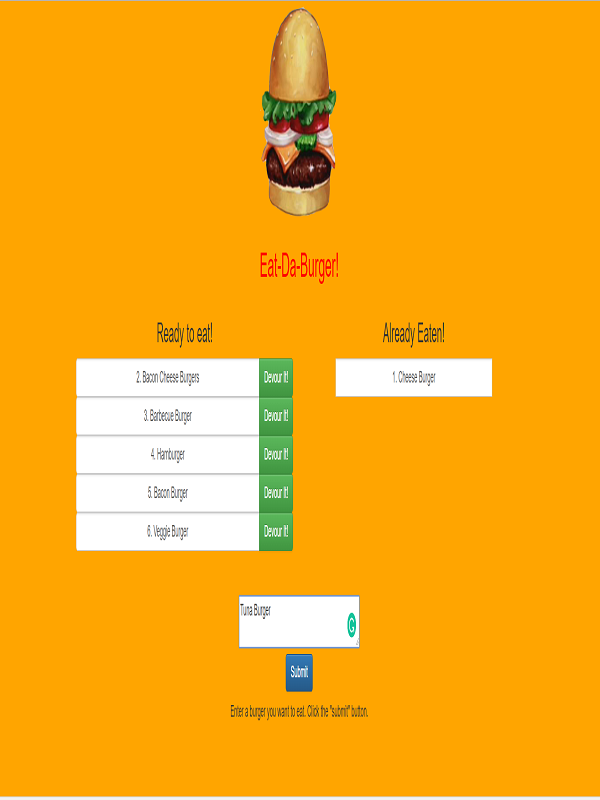 Eat-Da-Burger!
Ready to eat!
2. Bacon Cheese Burgers Devour It!
3. Barbecue Burger Devour It!
4. Hamburger Devour It!
5. Bacon Burger Devour It!
6. Veggie Burger Devour It!
Already Eaten!
1. Cheese Burger
Tuna Burger
Submit
Enter a burger you want to eat. Click the "submit" button.